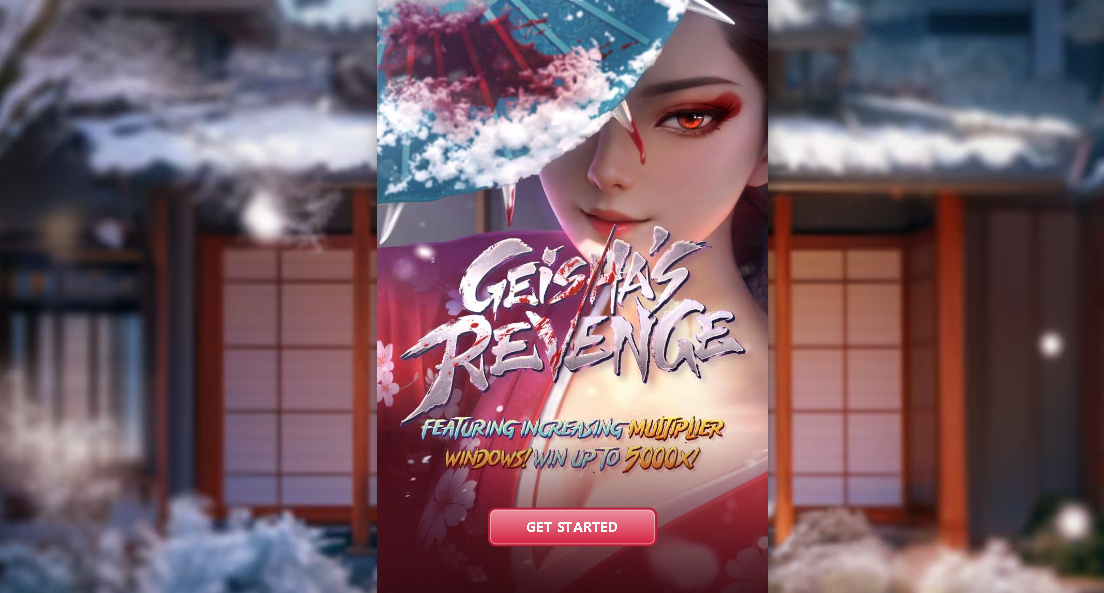 GEISHA'S
REVENGE
FEATURING INCREASING MULTIPLIER
WINDOWS! WIN UP TO 5000X!
GET STARTED